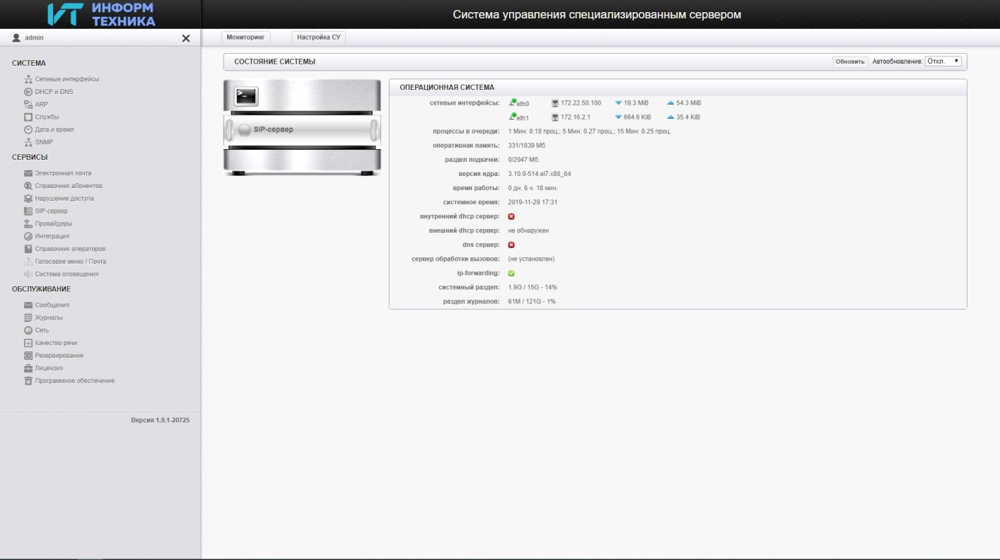 ИНФОРМ
ТЕХНИКА
Система управления специализированным сервером
admin
Мониторинг
Настройка СУ
СИСТЕМА
Сетевые интерфейсы
DHCP и DNS
ARP
Службы
Дата и время
SNMP
СЕРВИСЫ
Электронная почта
Справочник абонентов
Нарушение доступа
SIP-сервер
Провайдеры
Интеграция
Справочник операторов
Голосовое меню / Почта
Система оповещения
ОБСЛУЖИВАНИЕ
Сообщения
Журналы
Сеть
Качество речи
Резервирование
Лицензия
Программное обеспечение
Версия 1.9.1-20725
СОСТОЯНИЕ СИСТЕМЫ
Обновить Автообновление: Откл.
SIP-сервер
ОПЕРАЦИОННАЯ СИСТЕМА
сетевые интерфейсы: eth0 172.22.50.100 19.3 MiB 54.3 MiB
eth1 172.16.2.1 664.6 KiB 35.4 KiB
процессы в очереди: 1 Мин: 0.18 проц.; 5 Мин: 0.27 проц.; 15 Мин: 0.25 проц.
оперативная память: 331/1839 Мб.
раздел подкачки: 0/2047 Мб.
версия ядра: 3.10.0-514.el7.x86_64
время работы: 0 дн. 6 ч. 18 мин.
системное время: 2019-11-29 17:31
внутренний dhcp сервер:
внешний dhcp сервер: не обнаружен
dns сервер:
сервер обработки вызовов: (не установлен)
ip-forwarding:
системный раздел: 1.9G / 15G - 14%
раздел журналов: 61M / 121G - 1%